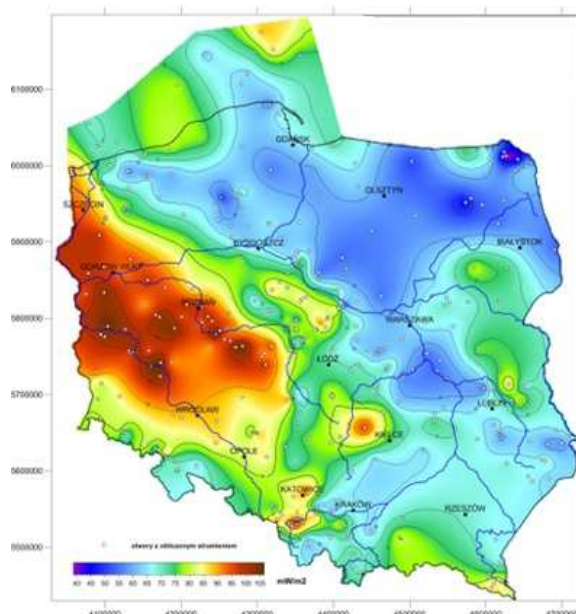 6100000
GDAŃSK
6000000
OLSZTYN
SZCZECIN
5900000
BYDGOSZCZ
BIAŁYSTOK
GORZÓW WLKP
POZNAŃ
5800000
WARSZAWA
ŁÓDŹ
5700000
WROCŁAW
LUBLIN
KIELCE
OPOLE
5600000
KATOWICE
KRAKÓW
RZESZÓW
5500000
otwory z obliczonym strumieniem
40 45 50 55 60 65 70 75 80 85 90 95 100 105
mW/m2